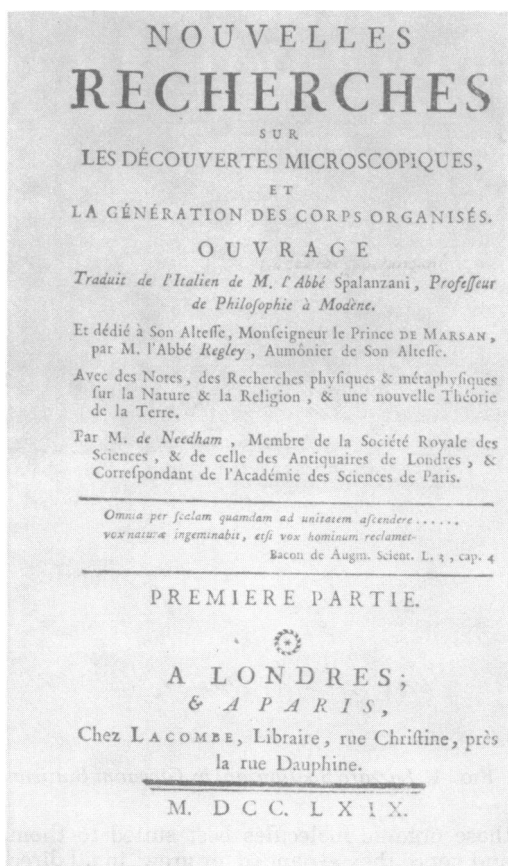 NOUVELLES
RECHERCHES
SUR
LES DÉCOUVERTES MICROSCOPIQUES,
ET
LA GÉNÉRATION DES CORPS ORGANISÉS.
OUVRAGE
Traduit de l'Italien de M. l'Abbé Spalanzani, Profeſſeur
de Philoſophie à Modène.
Et dédié à Son Alteſſe, Monſeigneur le Prince DE MARSAN,
par M. l'Abbé Regley, Aumônier de Son Alteſſe.
Avec des Notes, des Recherches phyſiques & métaphyſiques
ſur la Nature & la Religion, & une nouvelle Théorie
de la Terre.
Par M. de Needham, Membre de la Société Royale des
Sciences, & de celle des Antiquaires de Londres, &
Correſpondant de l'Académie des Sciences de Paris.
Omnia per ſcalam quamdam ad unitatem aſcendere.....,
vox naturæ ingeminabit, etſi vox hominum reclamet-
Bacon de Augm. Scient. L. 3, cap. 4
PREMIERE PARTIE.
A LONDRES;
& A PARIS,
Chez LACOMBE, Libraire, rue Chriſtine, près
la rue Dauphine.
M. DCC. LXIX.